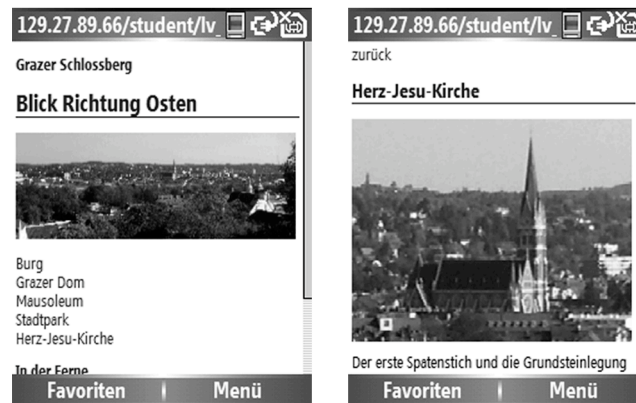 129.27.89.66/student/lv_
Grazer Schlossberg
Blick Richtung Osten
Burg
Grazer Dom
Mausoleum
Stadtpark
Herz-Jesu-Kirche
In der Ferne
Favoriten
Menü
129.27.89.66/student/lv_
zurück
Herz-Jesu-Kirche
Der erste Spatenstich und die Grundsteinlegung
Favoriten
Menü